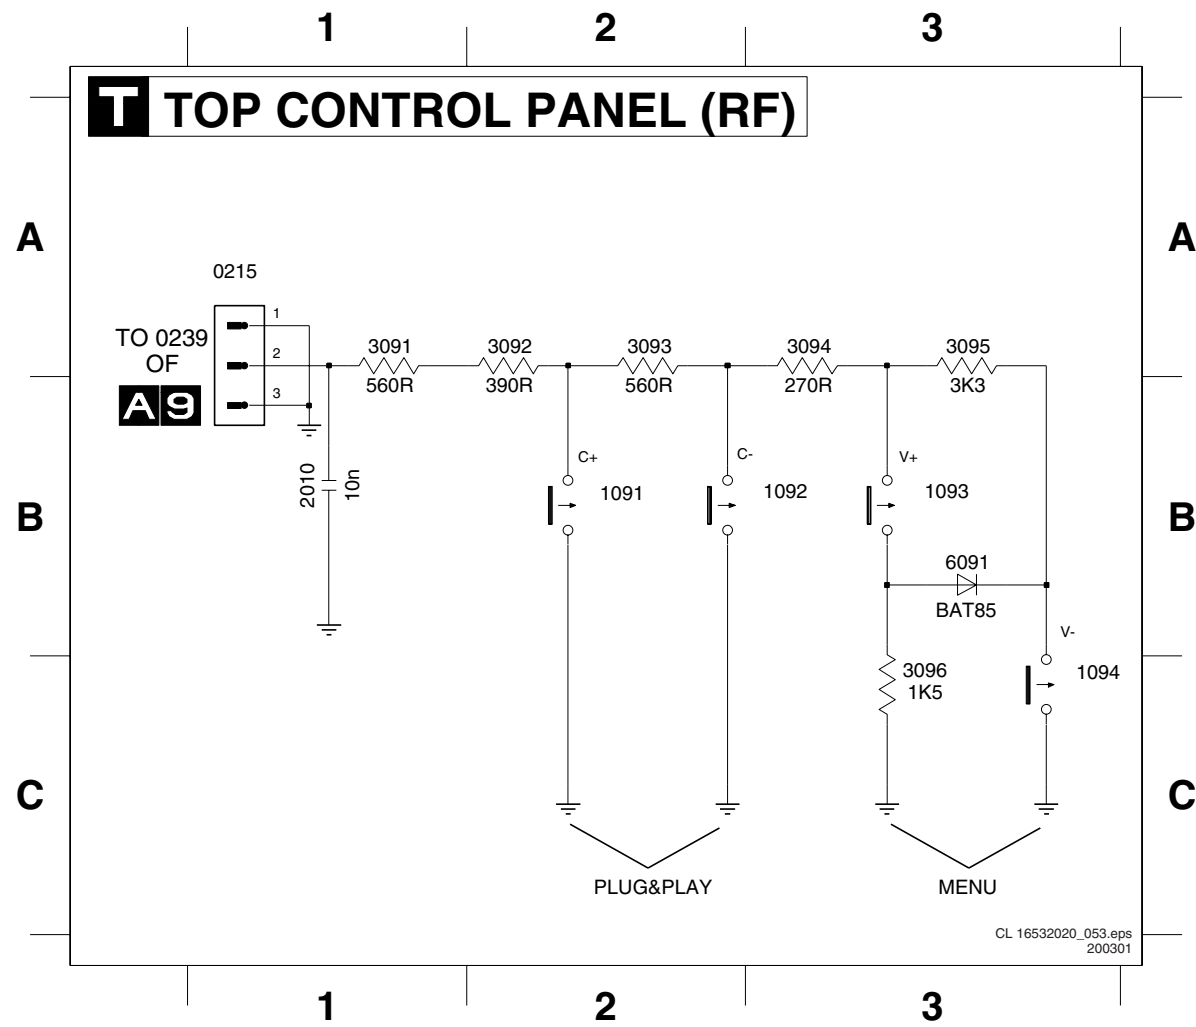 1 2 3
T TOP CONTROL PANEL (RF)
A A
0215
1
TO 0239
OF
A9
2
3
3091
560R
3092
390R
3093
560R
3094
270R
3095
3K3
2010
10n
C+
1091
C-
1092
V+
1093
B B
6091
BAT85
V-
1094
3096
1K5
C C
PLUG&PLAY
MENU
CL 16532020_053.eps
200301
1 2 3